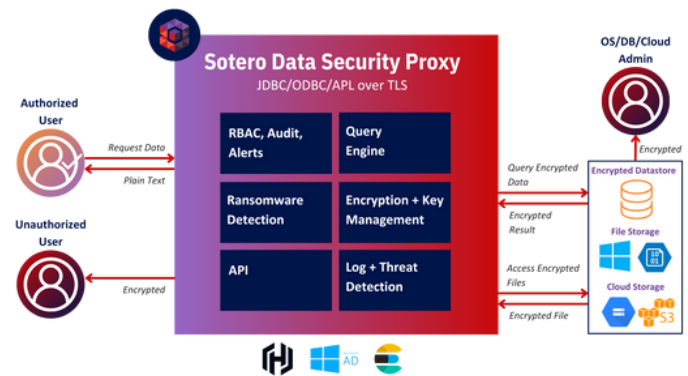 Sotero Data Security Proxy
JDBC/ODBC/APL over TLS
OS/DB/Cloud
Admin
Authorized
User
Request Data
Plain Text
RBAC, Audit,
Alerts
Query
Engine
Encrypted
Query Encrypted
Data
Encrypted Datastore
Ransomware
Detection
Encryption + Key
Management
Encrypted
Result
Unauthorized
User
File Storage
10
01
API
Log + Threat
Detection
Access Encrypted
Files
Encrypted
Cloud Storage
Encrypted File
S3
AD